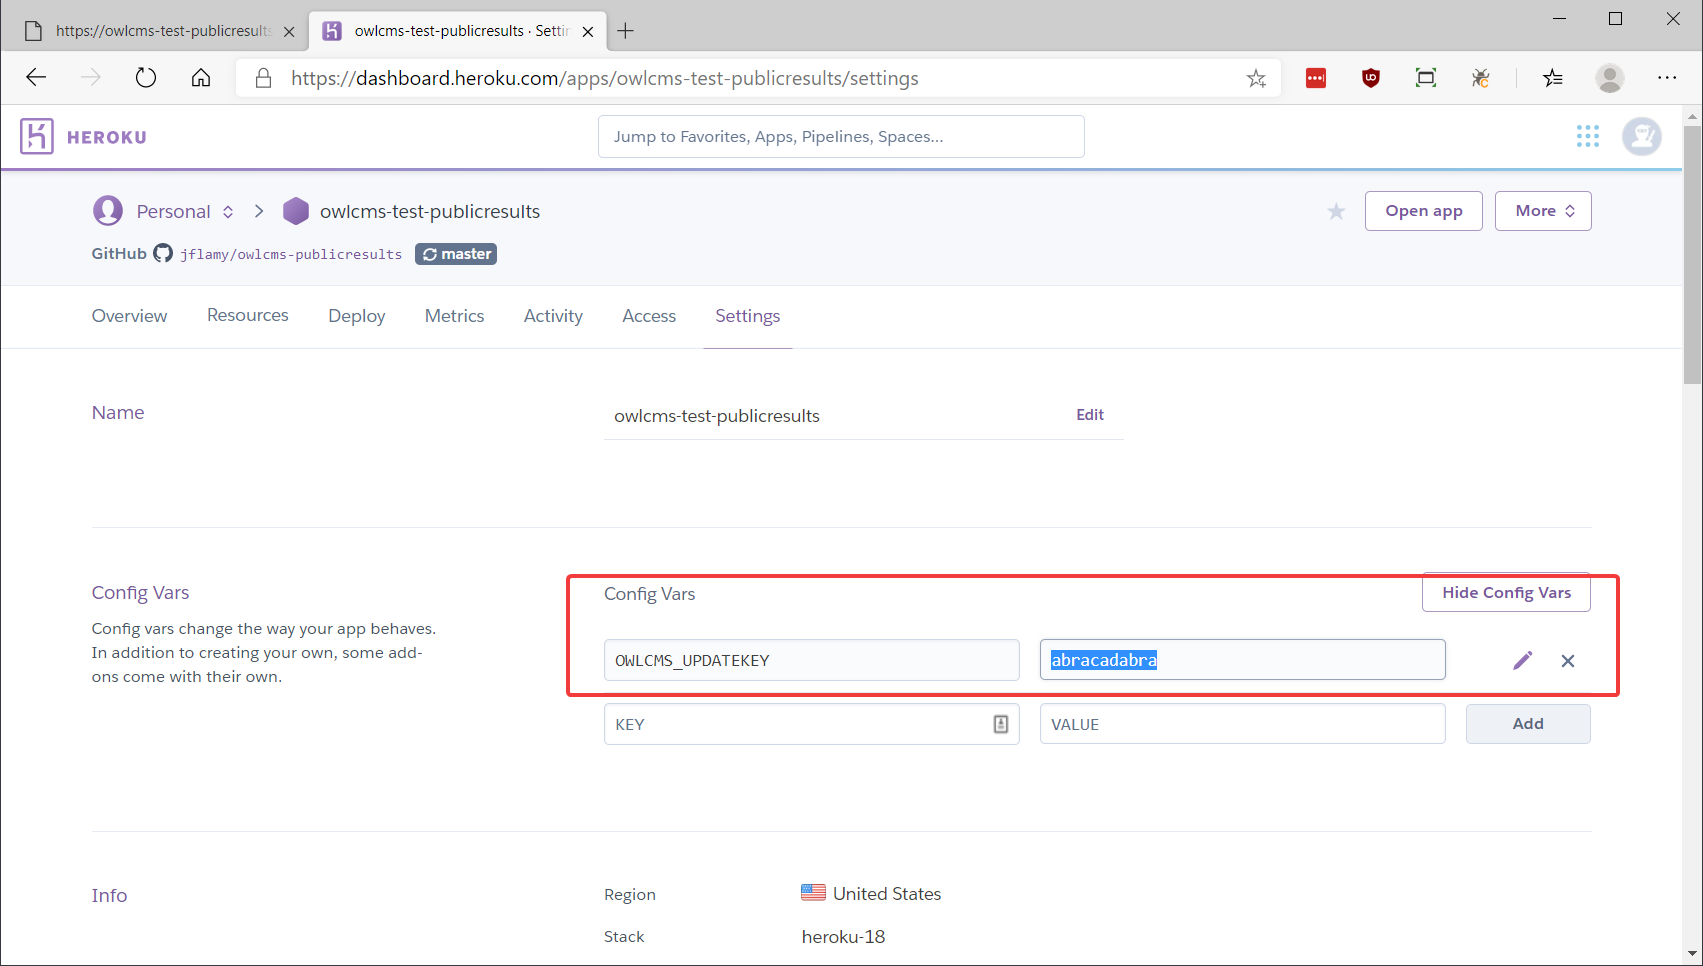 https://owlcms-test-publicresults
owlcms-test-publicresults · Settin
https://dashboard.heroku.com/apps/owlcms-test-publicresults/settings
HEROKU
Jump to Favorites, Apps, Pipelines, Spaces...
Personal
owlcms-test-publicresults
Open app
More
GitHub
jflamy/owlcms-publicresults
master
Overview
Resources
Deploy
Metrics
Activity
Access
Settings
Name
owlcms-test-publicresults
Edit
Config Vars
Config vars change the way your app behaves.
In addition to creating your own, some add-
ons come with their own.
Config Vars
Hide Config Vars
OWLCMS_UPDATEKEY
abracadabra
KEY
VALUE
Add
Info
Region
United States
Stack
heroku-18